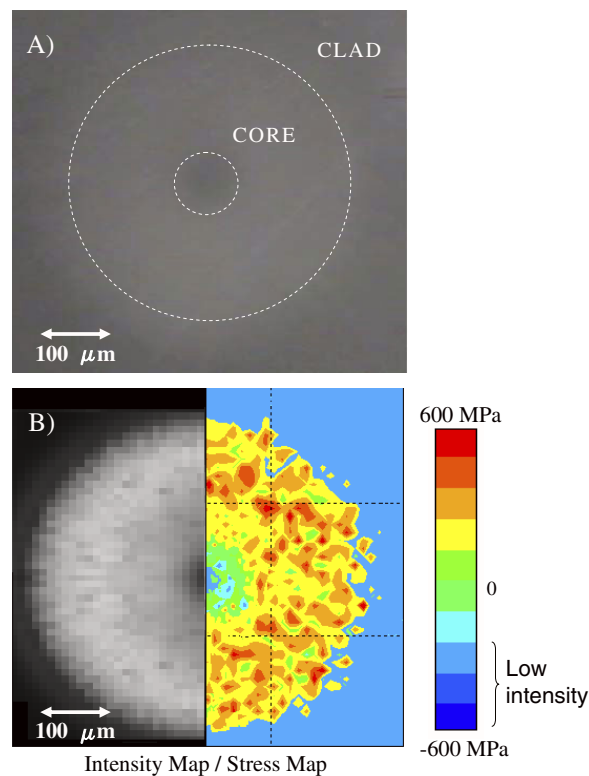 A)
CLAD
CORE
100 μm
B)
100 μm
Intensity Map / Stress Map
600 MPa
0
Low
intensity
-600 MPa